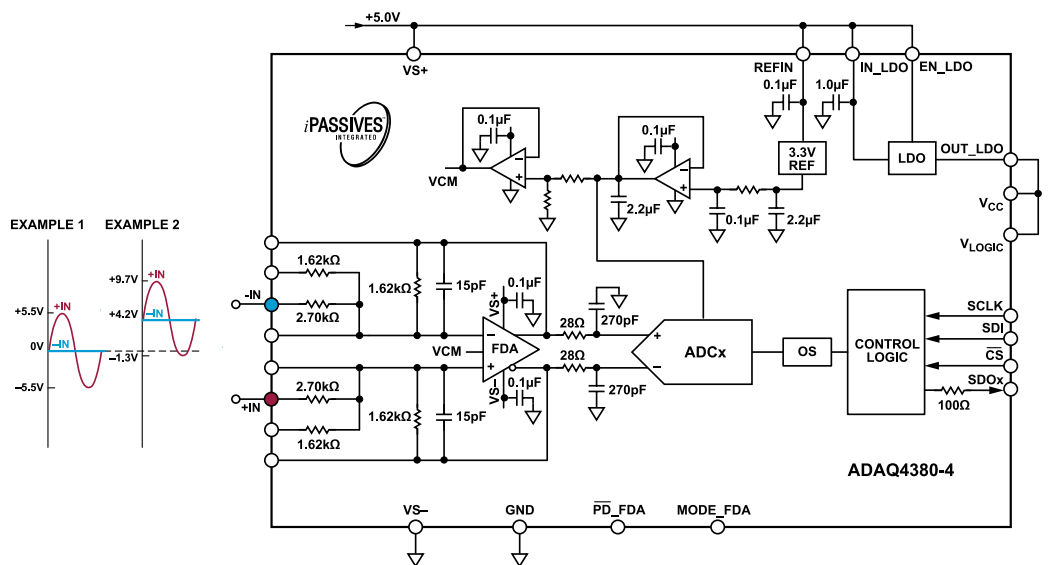 +5.0V
VS+
REFIN
IN_LDO
EN_LDO
iPASSIVES™
INTEGRATED
0.1µF
1.0µF
0.1µF
0.1µF
3.3V
REF
LDO
OUT_LDO
VCM
2.2µF
0.1µF
2.2µF
VCC
VLOGIC
EXAMPLE 1
EXAMPLE 2
+IN
+9.7V
+5.5V
+IN
+4.2V
–IN
0V
–IN
–1.3V
–5.5V
1.62kΩ
-IN
2.70kΩ
1.62kΩ
15pF
VS+
0.1µF
28Ω
270pF
VCM
FDA
–
+
28Ω
+
–
ADCx
OS
CONTROL
LOGIC
SCLK
SDI
CS
SDOx
100Ω
2.70kΩ
+IN
1.62kΩ
1.62kΩ
15pF
VS–
0.1µF
270pF
–
+
–
+
ADAQ4380-4
VS–
GND
PD_FDA
MODE_FDA